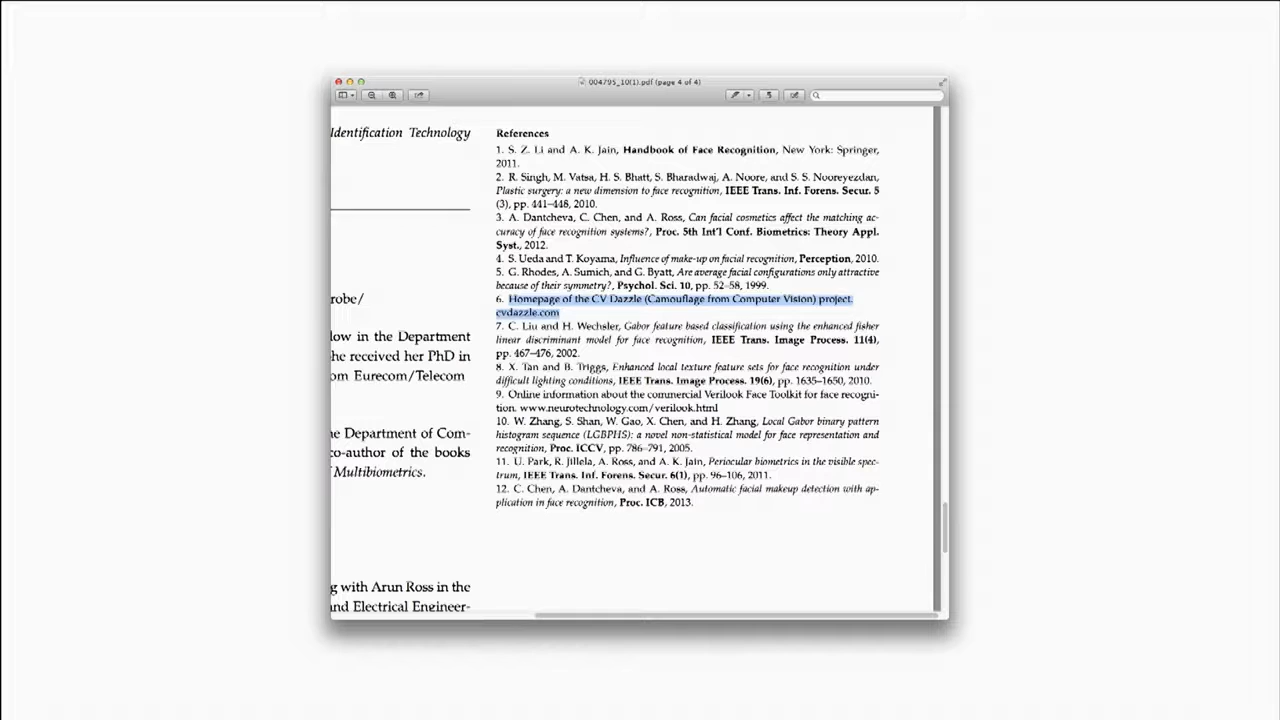 004795_10(1).pdf (page 4 of 4)
Identification Technology
robe/
low in the Department
he received her PhD in
om Eurecom/Telecom
he Department of Com-
co-author of the books
Multibiometrics.
g with Arun Ross in the
and Electrical Engineer-
References
1. S. Z. Li and A. K. Jain, Handbook of Face Recognition, New York: Springer,
2011.
2. R. Singh, M. Vatsa, H. S. Bhatt, S. Bharadwaj, A. Noore, and S. S. Nooreyezdan,
Plastic surgery: a new dimension to face recognition, IEEE Trans. Inf. Forens. Secur. 5
(3), pp. 441–448, 2010.
3. A. Dantcheva, C. Chen, and A. Ross, Can facial cosmetics affect the matching ac-
curacy of face recognition systems?, Proc. 5th Int'l Conf. Biometrics: Theory Appl.
Syst., 2012.
4. S. Ueda and T. Koyama, Influence of make-up on facial recognition, Perception, 2010.
5. G. Rhodes, A. Sumich, and G. Byatt, Are average facial configurations only attractive
because of their symmetry?, Psychol. Sci. 10, pp. 52–58, 1999.
6. Homepage of the CV Dazzle (Camouflage from Computer Vision) project.
cvdazzle.com
7. C. Liu and H. Wechsler, Gabor feature based classification using the enhanced fisher
linear discriminant model for face recognition, IEEE Trans. Image Process. 11(4),
pp. 467–476, 2002.
8. X. Tan and B. Triggs, Enhanced local texture feature sets for face recognition under
difficult lighting conditions, IEEE Trans. Image Process. 19(6), pp. 1635–1650, 2010.
9. Online information about the commercial Verilook Face Toolkit for face recogni-
tion. www.neurotechnology.com/verilook.html
10. W. Zhang, S. Shan, W. Gao, X. Chen, and H. Zhang, Local Gabor binary pattern
histogram sequence (LGBPHS): a novel non-statistical model for face representation and
recognition, Proc. ICCV, pp. 786–791, 2005.
11. U. Park, R. Jillela, A. Ross, and A. K. Jain, Periocular biometrics in the visible spec-
trum, IEEE Trans. Inf. Forens. Secur. 6(1), pp. 96–106, 2011.
12. C. Chen, A. Dantcheva, and A. Ross, Automatic facial makeup detection with ap-
plication in face recognition, Proc. ICB, 2013.